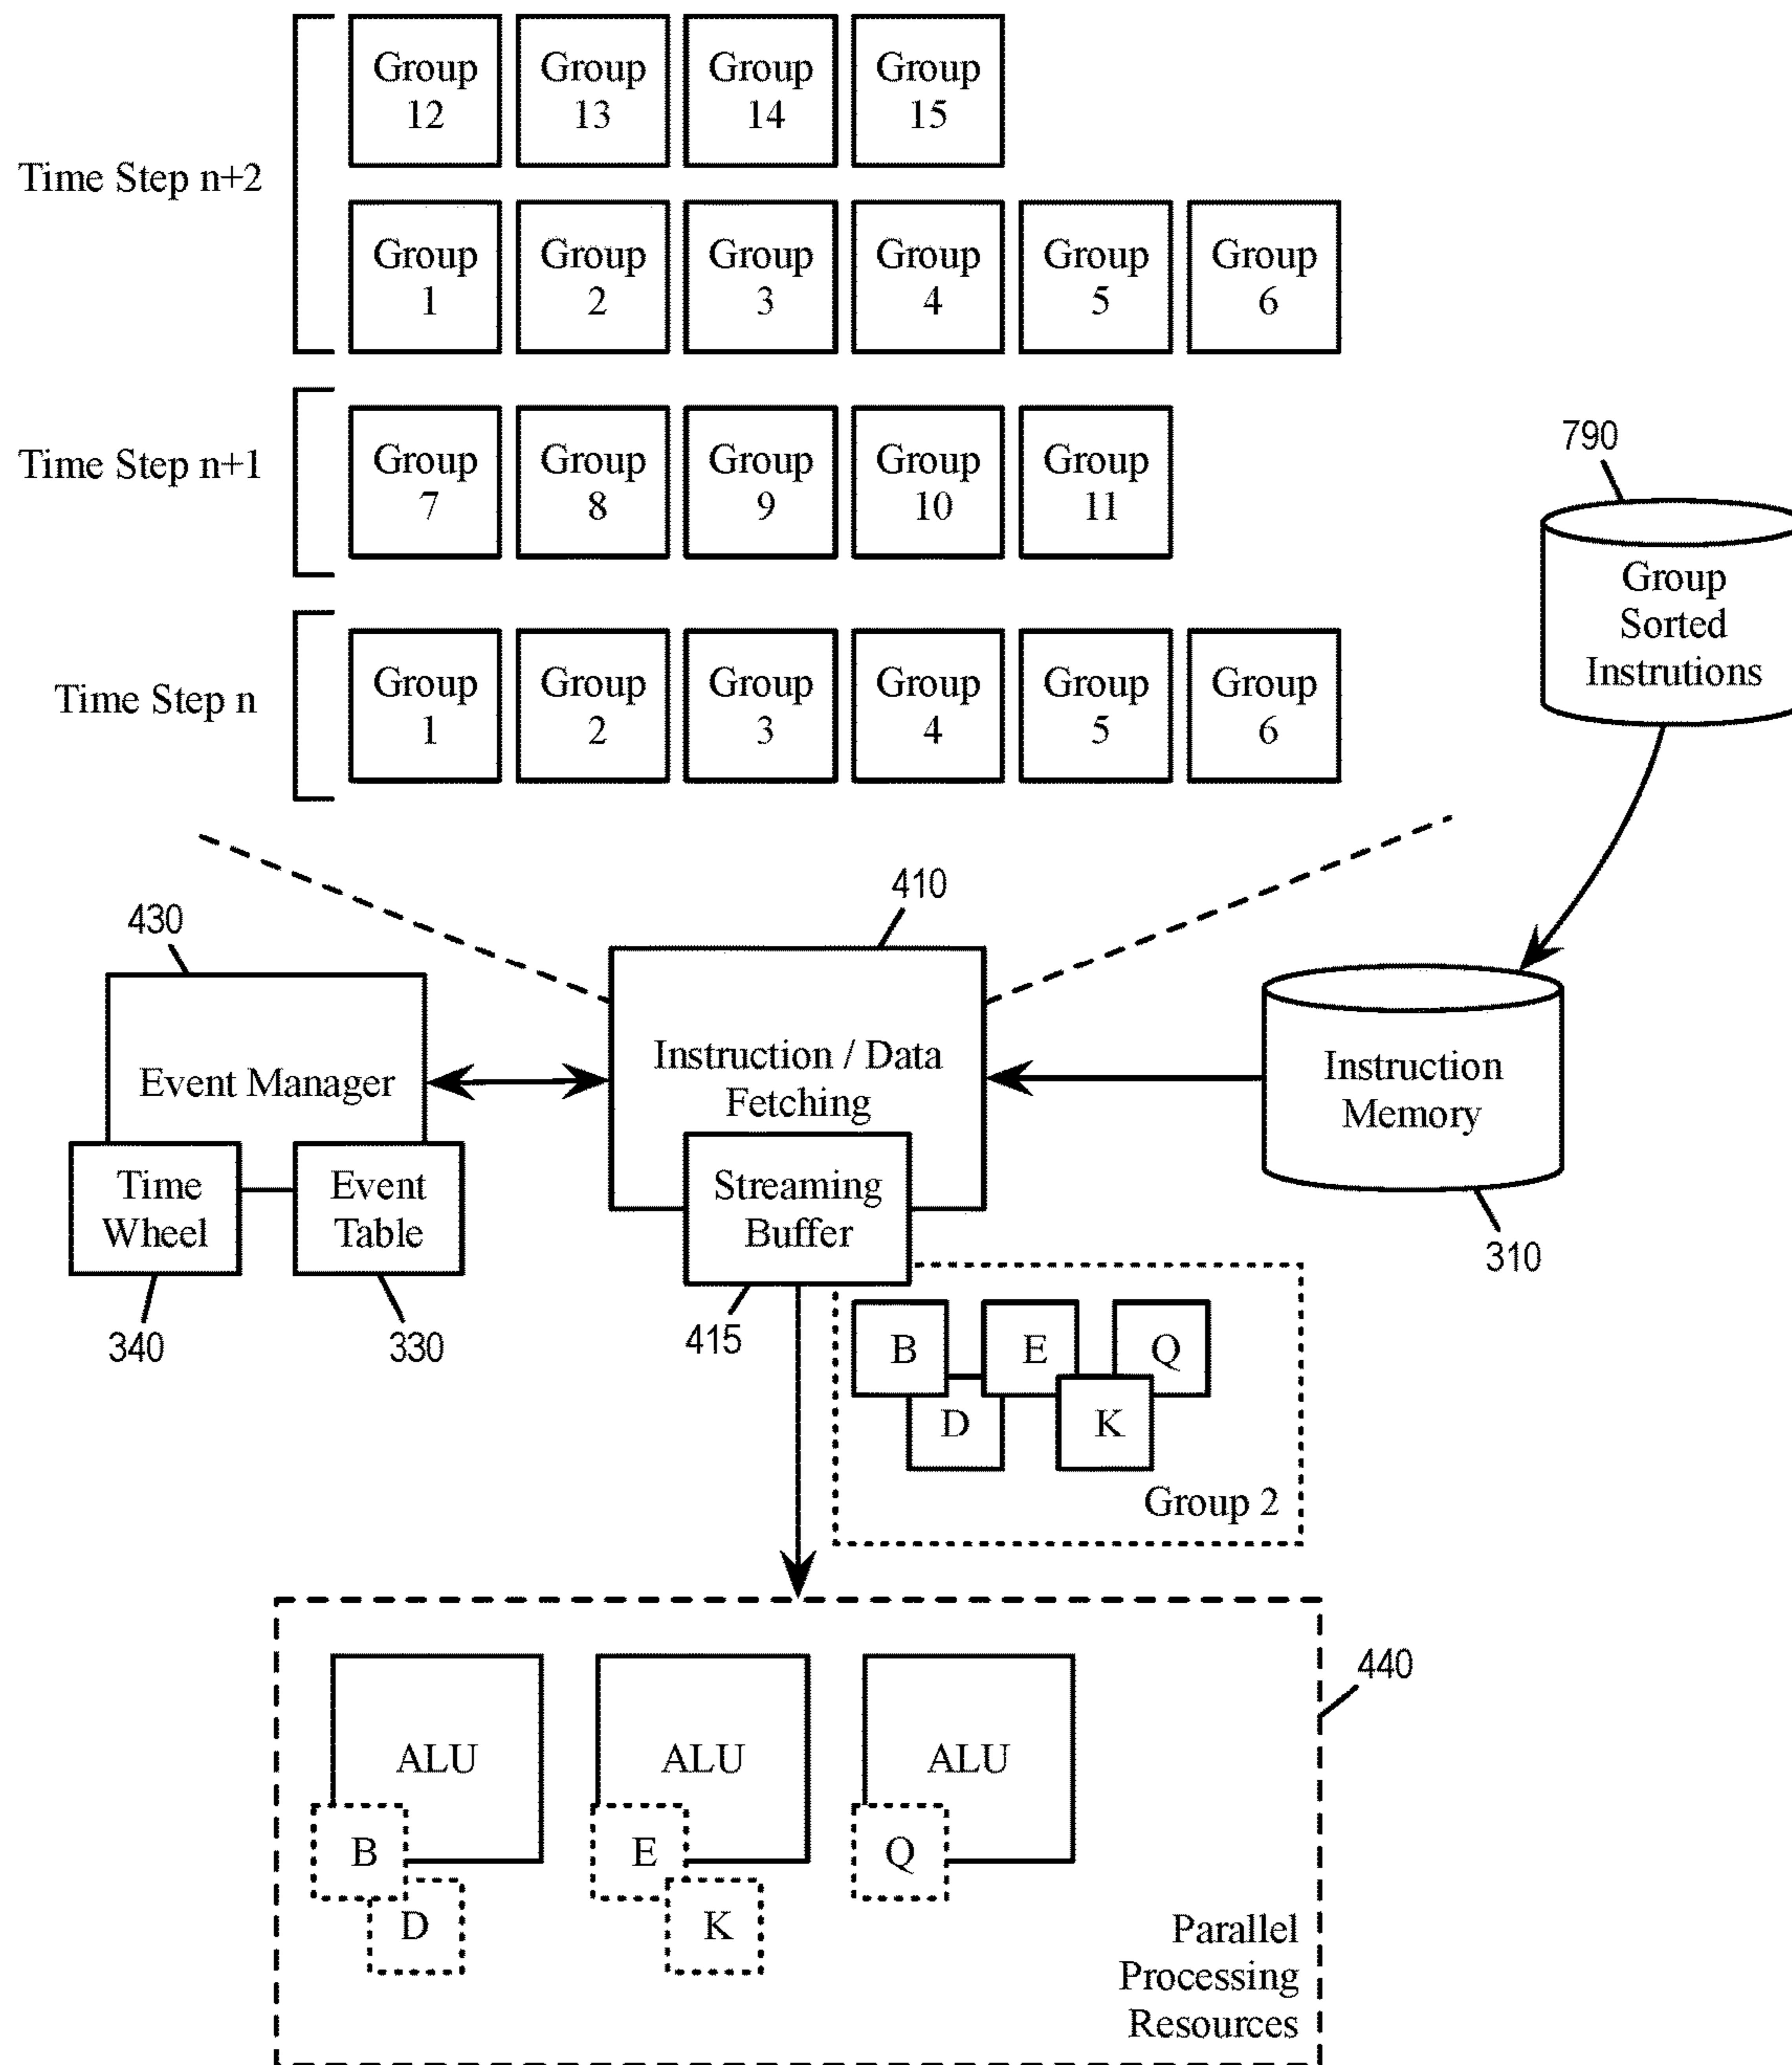 Group
12
Group
13
Group
14
Group
15
Time Step n+2
Group
1
Group
2
Group
3
Group
4
Group
5
Group
6
Time Step n+1
Group
7
Group
8
Group
9
Group
10
Group
11
790
Group
Sorted
Instrutions
Time Step n
Group
1
Group
2
Group
3
Group
4
Group
5
Group
6
410
430
Event Manager
Instruction / Data
Fetching
Instruction
Memory
Time
Wheel
Event
Table
Streaming
Buffer
310
340
330
415
B
E
Q
D
K
Group 2
440
ALU
ALU
ALU
B
E
Q
D
K
Parallel
Processing
Resources